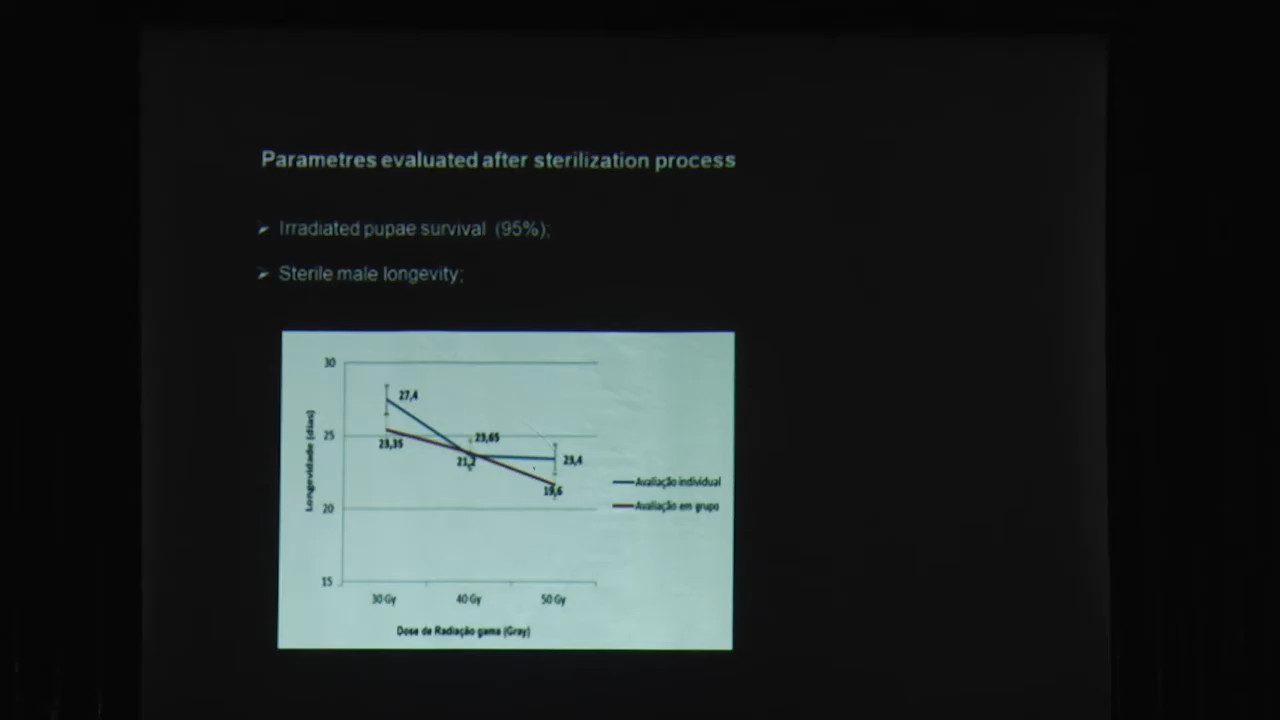 Parametres evaluated after sterilization process
➢ Irradiated pupae survival (95%);
➢ Sterile male longevity;
30
27,4
25
23,35
23,65
21,2
23,4
19,6
20
15
Longevidade (dias)
30 Gy 40 Gy 50 Gy
Dose de Radiação gama (Gray)
Avaliação individual
Avaliação em grupo